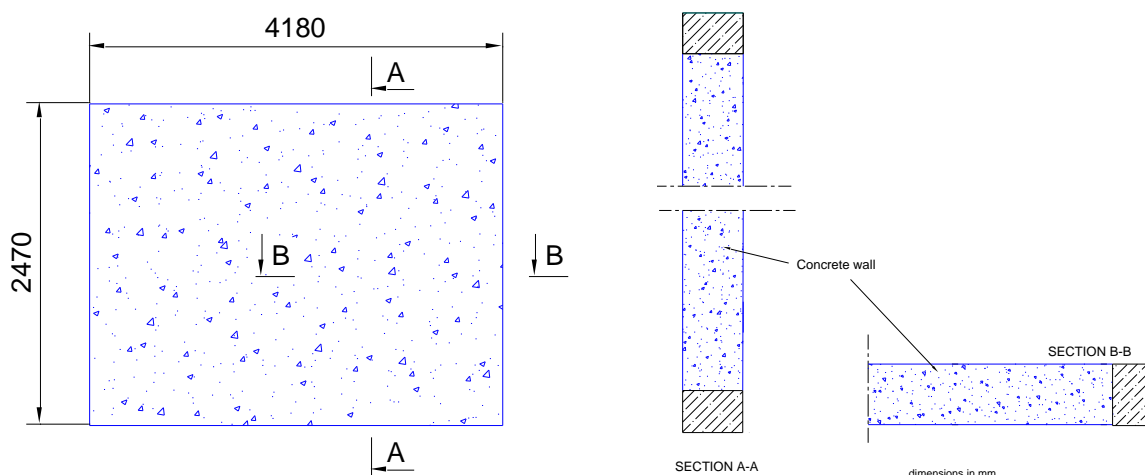 4180
A
2470
B
B
A
Concrete wall
SECTION B-B
SECTION A-A
dimensions in mm